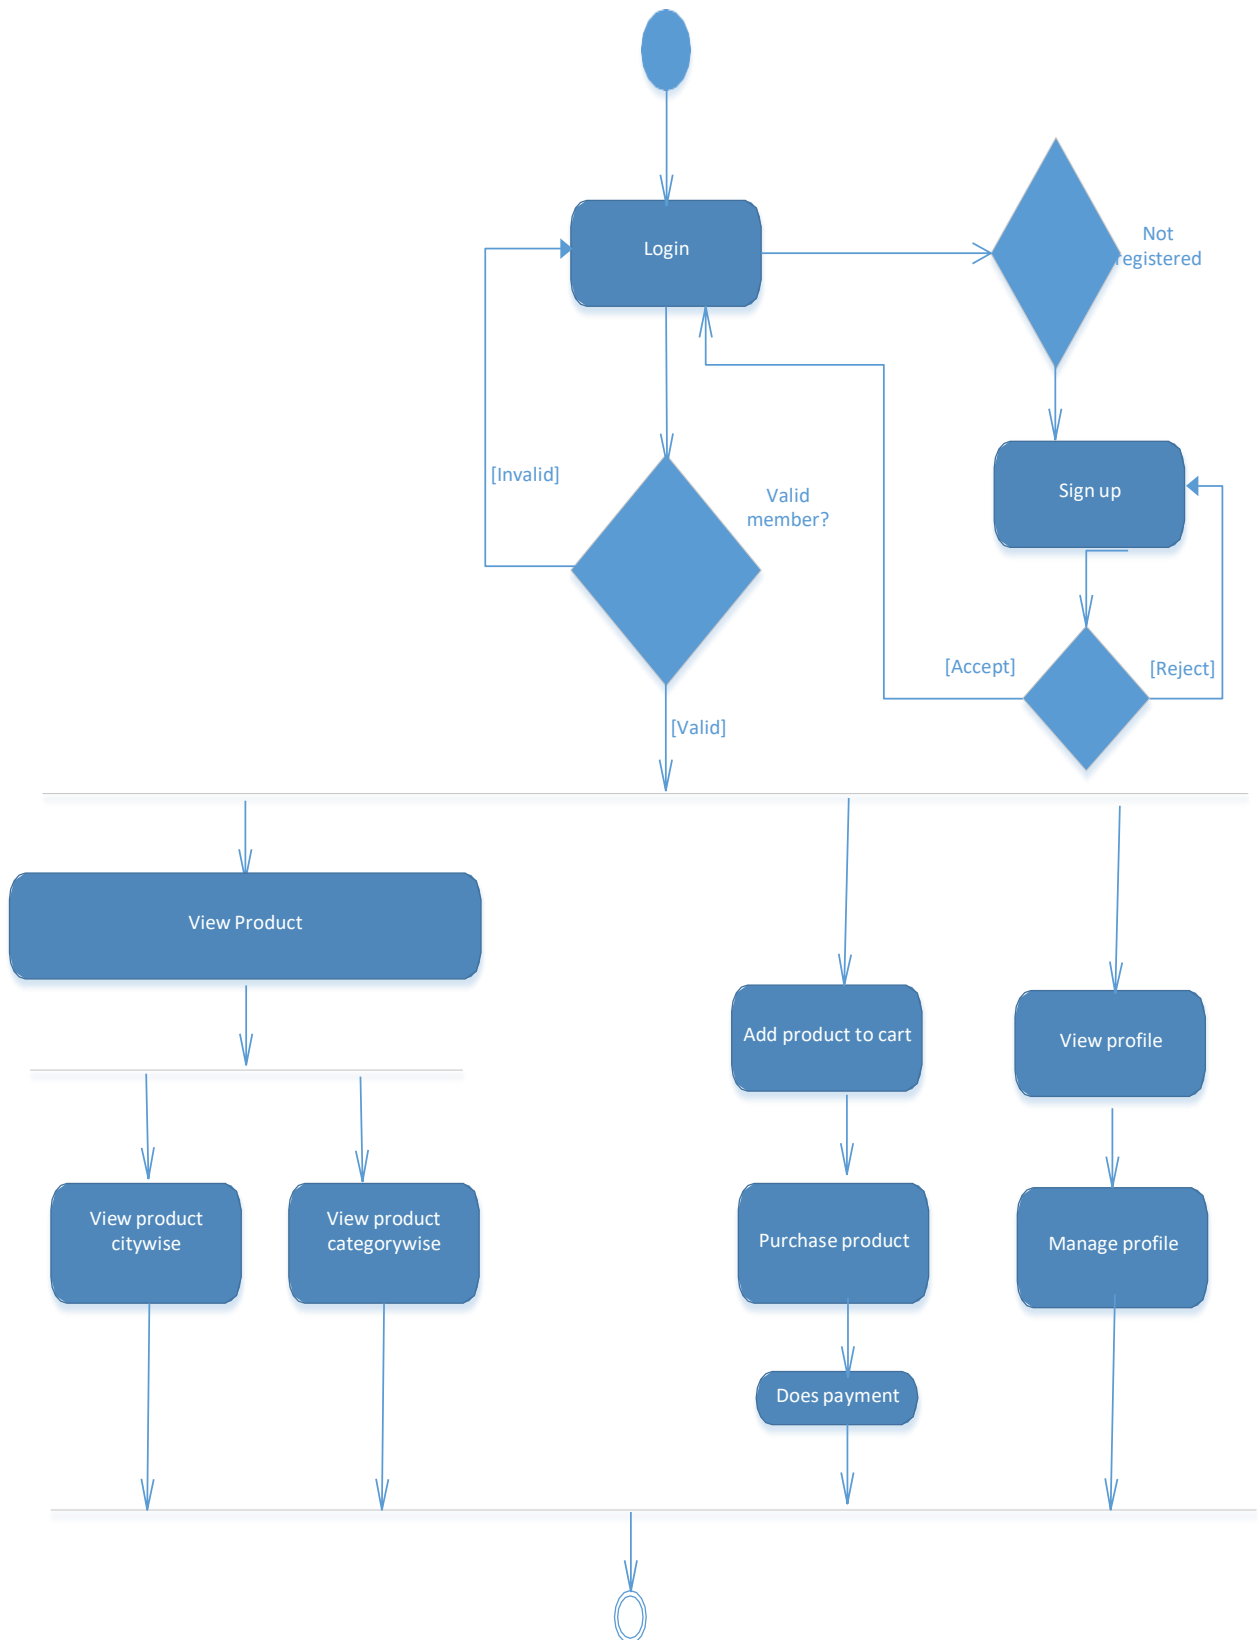 Login
Not
registered
[Invalid]
Valid
member?
Sign up
[Accept]
[Reject]
[Valid]
View Product
Add product to cart
View profile
View product
citywise
View product
categorywise
Purchase product
Manage profile
Does payment